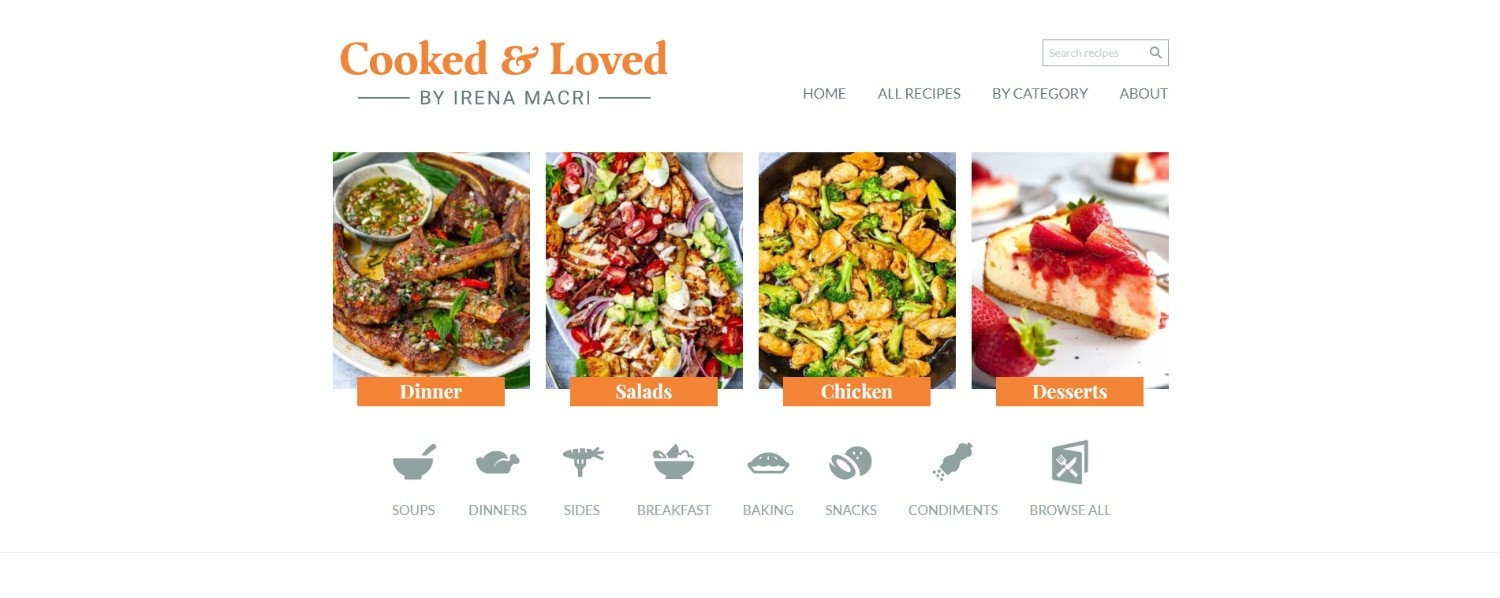 Cooked & Loved
BY IRENA MACRI
Search recipes
HOME ALL RECIPES BY CATEGORY ABOUT
Dinner Salads Chicken Desserts
SOUPS DINNERS SIDES BREAKFAST BAKING SNACKS CONDIMENTS BROWSE ALL